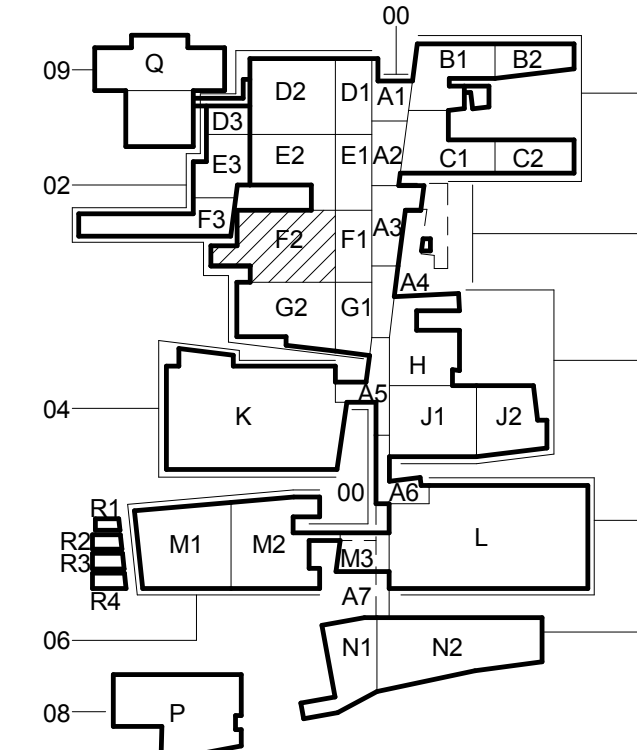 00
09 Q B1 B2
D2 D1 A1
D3
E3 E2 E1 A2 C1 C2
02
F3 F2 F1 A3
A4
G2 G1
H
A5
04 K J1 J2
00 A6
R1
R2 M1 M2 L
R3 M3
R4 A7
06 N1 N2
08 P